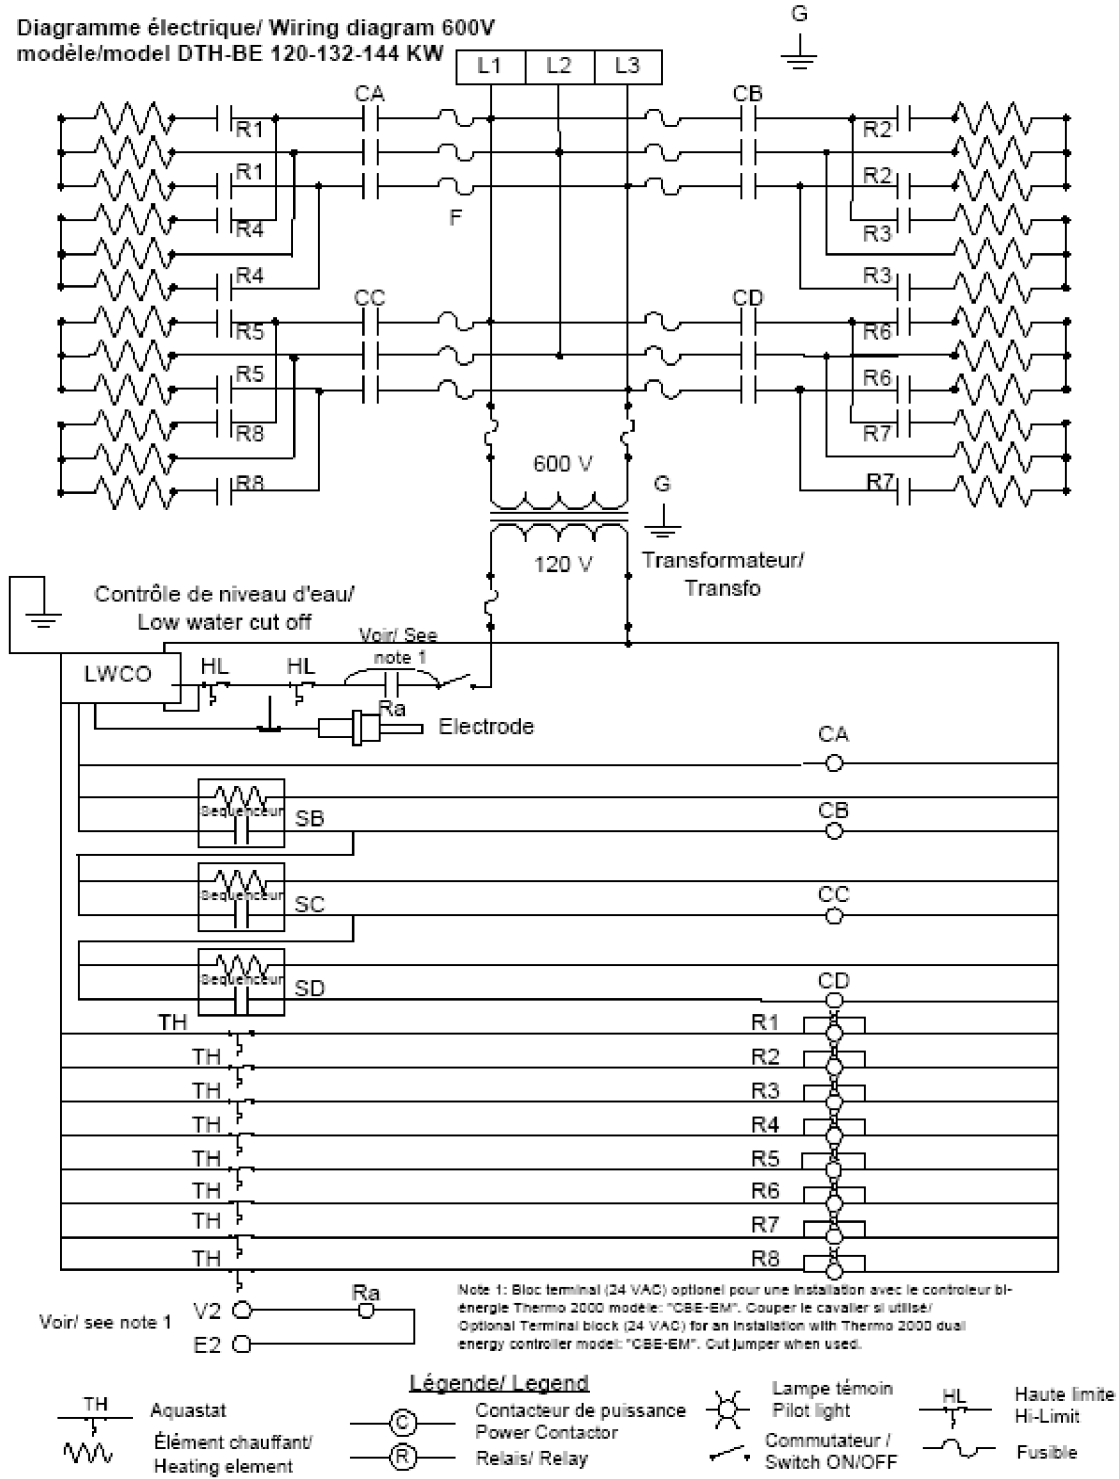 Diagramme électrique/ Wiring diagram 600V
modèle/model DTH-BE 120-132-144 KW
G
L1 L2 L3
CA
CB
R1
R2
R1
R2
F
R4
R3
R4
R3
CC
CD
R5
R6
R5
R6
R8
R7
R8
R7
600 V
G
120 V
Transformateur/
Transfo
Contrôle de niveau d'eau/
Low water cut off
Voir/ See
note 1
LWCO
HL
HL
Ra
Electrode
CA
Sequenceur
SB
CB
Sequenceur
SC
CC
Sequenceur
SD
CD
TH
R1
TH
R2
TH
R3
TH
R4
TH
R5
TH
R6
TH
R7
TH
R8
Voir/ see note 1
V2
Ra
E2
Note 1: Bloc terminal (24 VAC) optionel pour une installation avec le controleur bi-
énergie Thermo 2000 modèle: "CBE-EM". Couper le cavalier si utilisé/
Optional Terminal block (24 VAC) for an installation with Thermo 2000 dual
energy controller model: "CBE-EM". Cut jumper when used.
Légende/ Legend
TH
Aquastat
Élément chauffant/
Heating element
C
Contacteur de puissance
Power Contactor
R
Relais/ Relay
Lampe témoin
Pilot light
Commutateur /
Switch ON/OFF
HL
Haute limite
Hi-Limit
Fusible